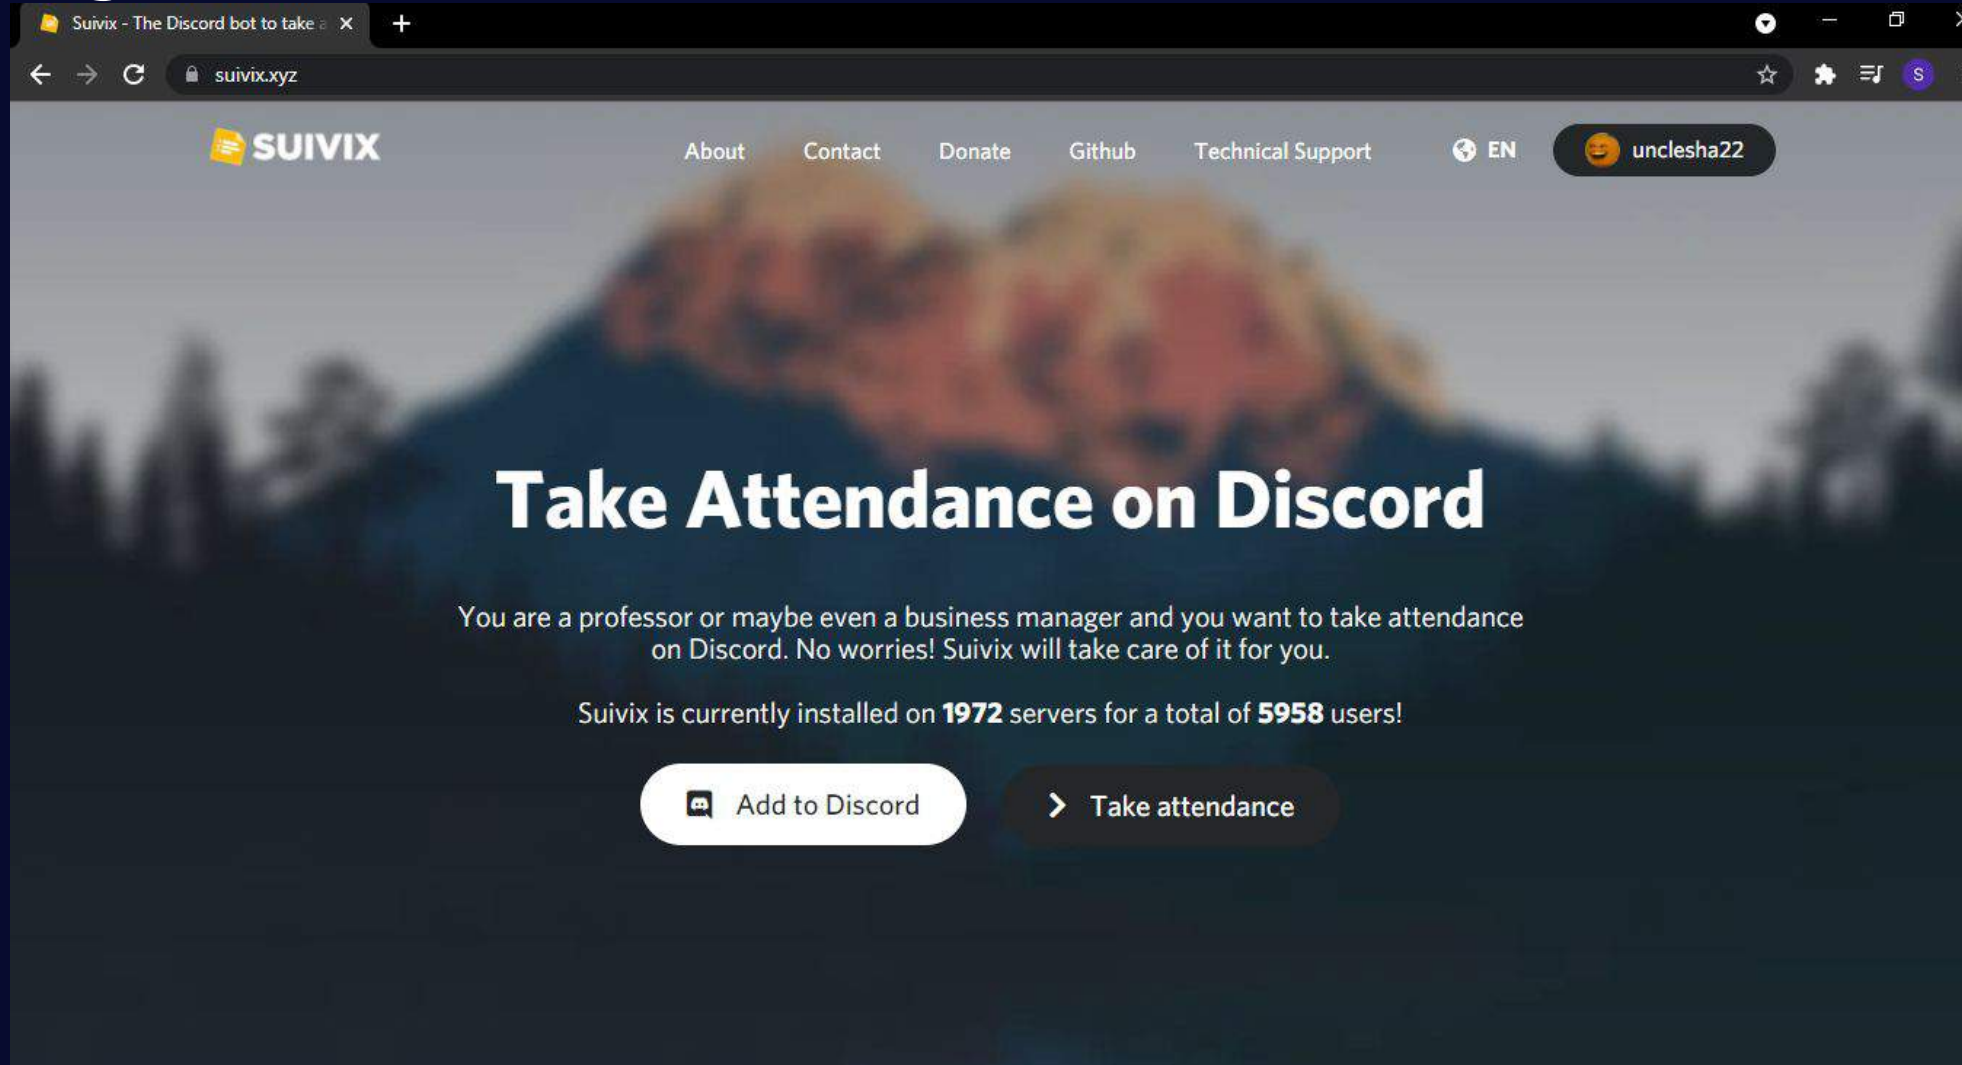 Suivix - The Discord bot to take a
suivix.xyz
S
SUIVIX
About Contact Donate Github Technical Support EN unclesha22
Take Attendance on Discord
You are a professor or maybe even a business manager and you want to take attendance
on Discord. No worries! Suivix will take care of it for you.
Suivix is currently installed on 1972 servers for a total of 5958 users!
Add to Discord Take attendance